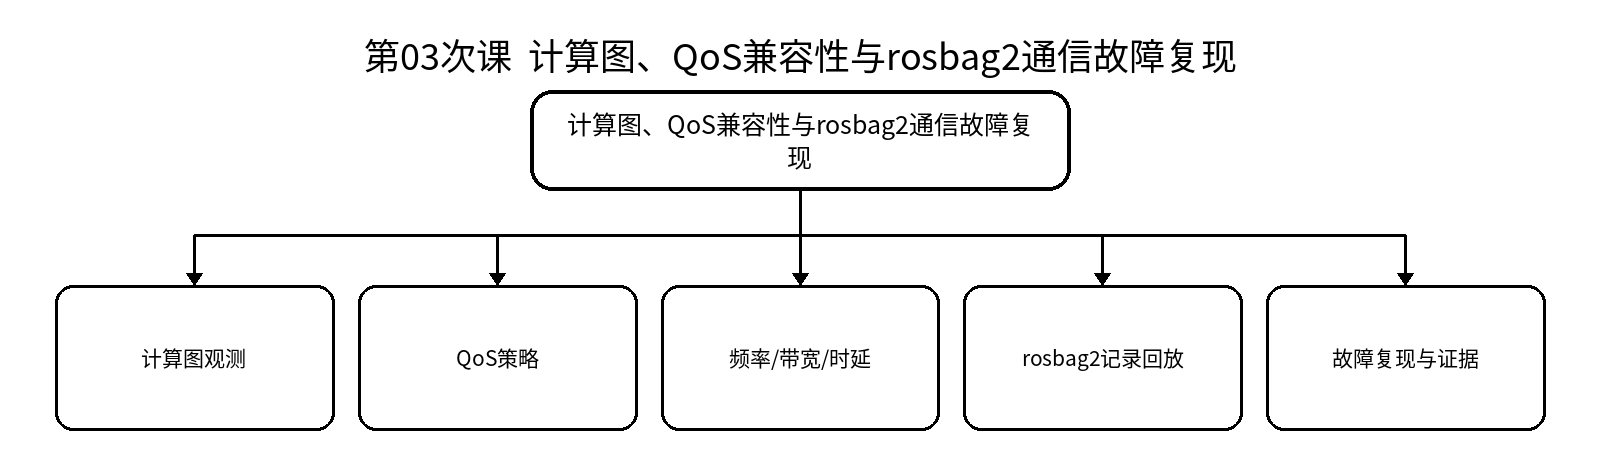 第03次课 计算图、QoS兼容性与rosbag2通信故障复现
计算图、QoS兼容性与rosbag2通信故障复
现
计算图观测
QoS策略
频率/带宽/时延
rosbag2记录回放
故障复现与证据